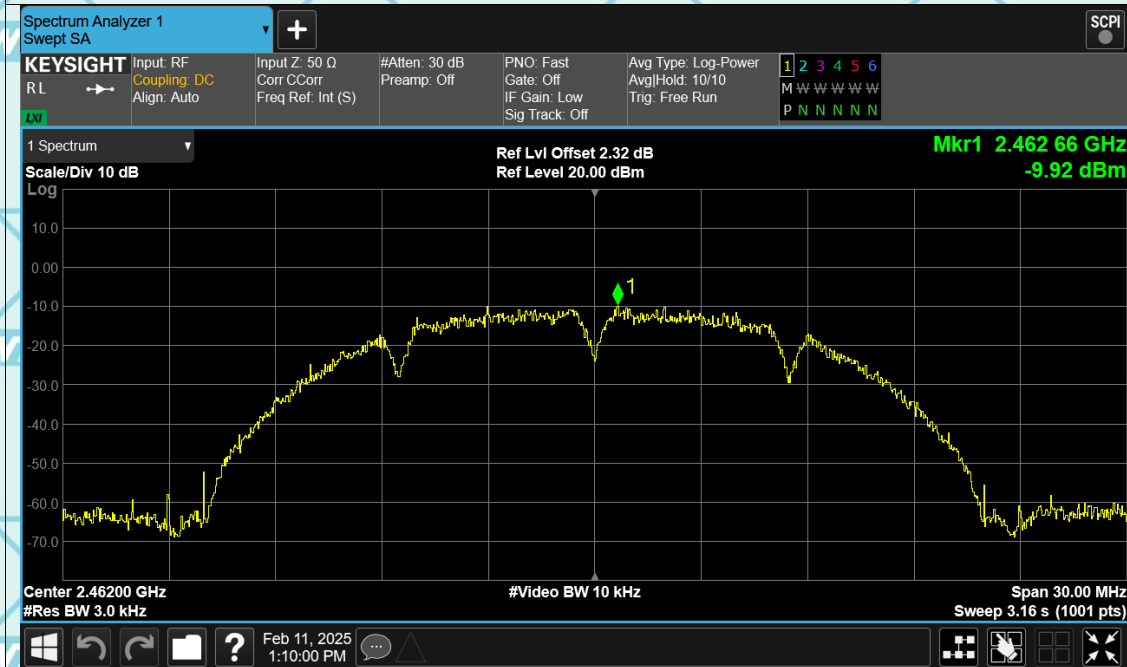 Spectrum Analyzer 1
Swept SA
SCPI
KEYSIGHT Input: RF Input Z: 50 Ω #Atten: 30 dB PNO: Fast Avg Type: Log-Power 1 2 3 4 5 6
RL Coupling: DC Corr CCorr Preamp: Off Gate: Off Avg|Hold: 10/10 M W W W W W
Align: Auto Freq Ref: Int (S) IF Gain: Low Trig: Free Run
LXI Sig Track: Off P N N N N N
1 Spectrum
Ref Lvl Offset 2.32 dB Mkr1 2.462 66 GHz
Scale/Div 10 dB Ref Level 20.00 dBm -9.92 dBm
Log
10.0
0.00
1
-10.0
-20.0
-30.0
-40.0
-50.0
-60.0
-70.0
Center 2.46200 GHz #Video BW 10 kHz Span 30.00 MHz
#Res BW 3.0 kHz Sweep 3.16 s (1001 pts)
? Feb 11, 2025
1:10:00 PM